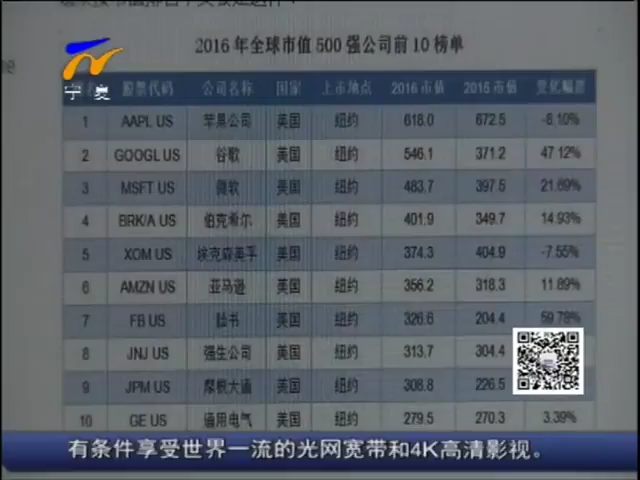 2016年全球市值500强公司前10榜单
宁夏
股票代码 公司名称 国家 上市地点 2016市值 2015市值 变化幅度
1 AAPL US 苹果公司 美国 纽约 618.0 672.5 -8.10%
2 GOOGL US 谷歌 美国 纽约 546.1 371.2 47.12%
3 MSFT US 微软 美国 纽约 483.7 397.5 21.69%
4 BRK/A US 伯克希尔 美国 纽约 401.9 349.7 14.93%
5 XOM US 埃克森美孚 美国 纽约 374.3 404.9 -7.55%
6 AMZN US 亚马逊 美国 纽约 356.2 318.3 11.89%
7 FB US 脸书 美国 纽约 326.6 204.4 59.78%
8 JNJ US 强生公司 美国 纽约 313.7 304.4
9 JPM US 摩根大通 美国 纽约 308.8 226.5
10 GE US 通用电气 美国 纽约 279.5 270.3 3.39%
有条件享受世界一流的光网宽带和4K高清影视。